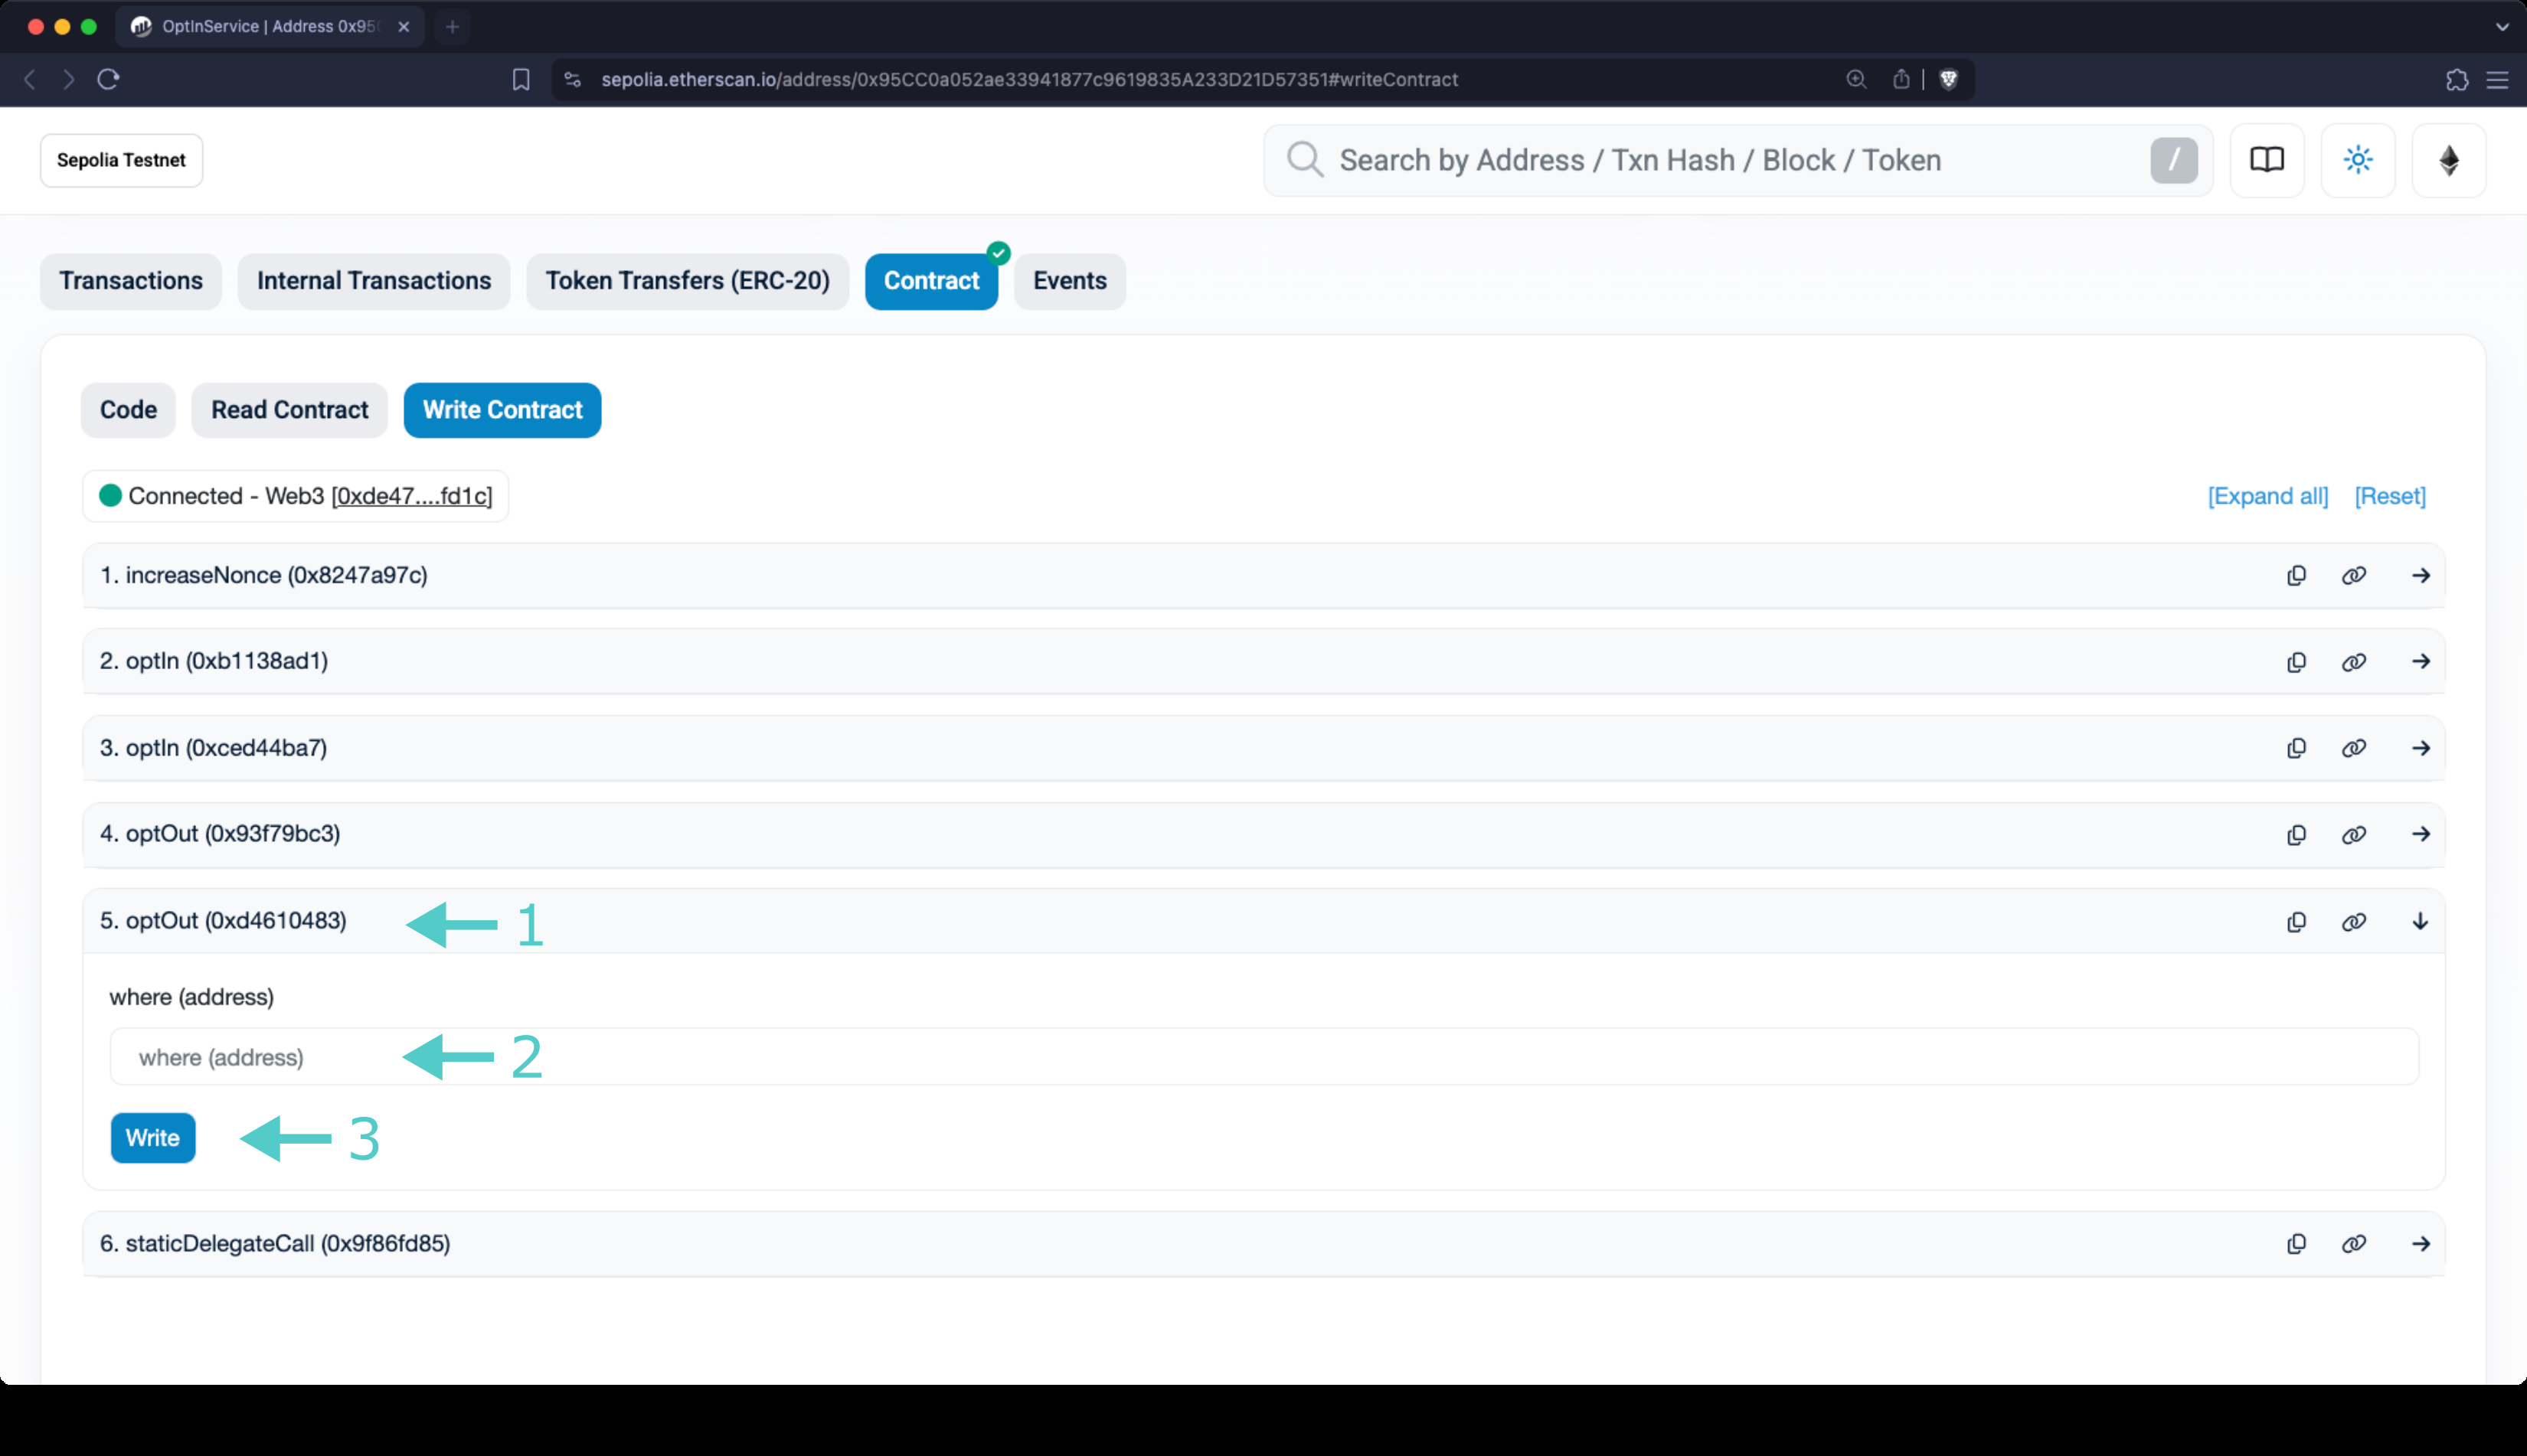 OptInService | Address 0x95
sepolia.etherscan.io/address/0x95CC0a052ae33941877c9619835A233D21D57351#writeContract
Sepolia Testnet
Search by Address / Txn Hash / Block / Token
/
Transactions
Internal Transactions
Token Transfers (ERC-20)
Contract
Events
Code
Read Contract
Write Contract
Connected - Web3 [0xde47....fd1c]
[Expand all] [Reset]
1. increaseNonce (0x8247a97c)
2. optIn (0xb1138ad1)
3. optIn (0xced44ba7)
4. optOut (0x93f79bc3)
5. optOut (0xd4610483)
1
where (address)
where (address)
2
Write
3
6. staticDelegateCall (0x9f86fd85)